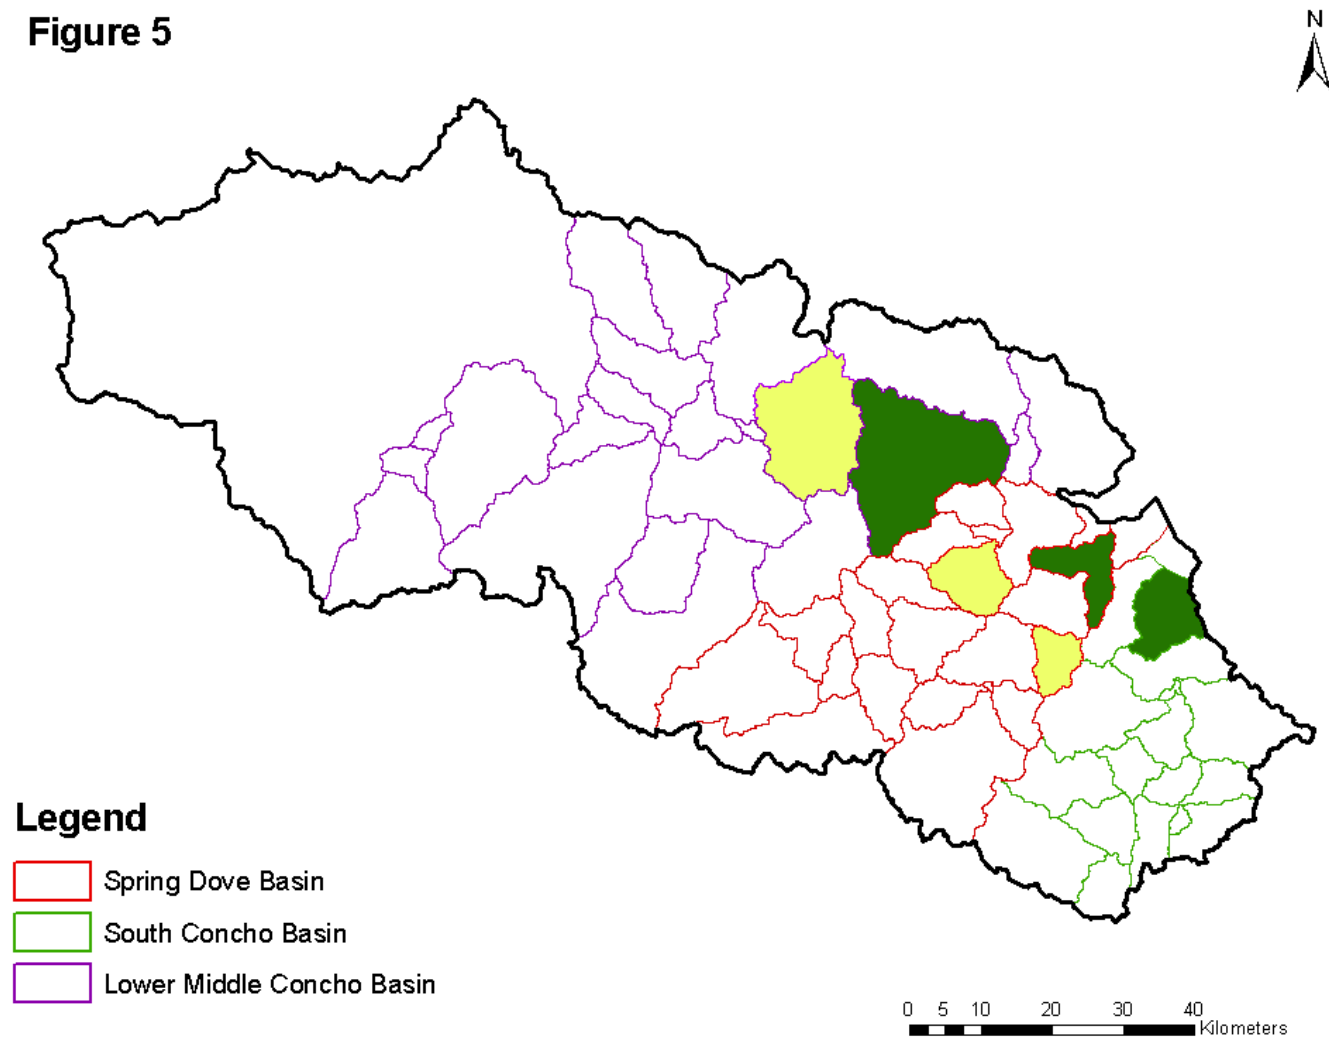 Figure 5
N
Legend
Spring Dove Basin
South Concho Basin
Lower Middle Concho Basin
0 5 10 20 30 40
Kilometers